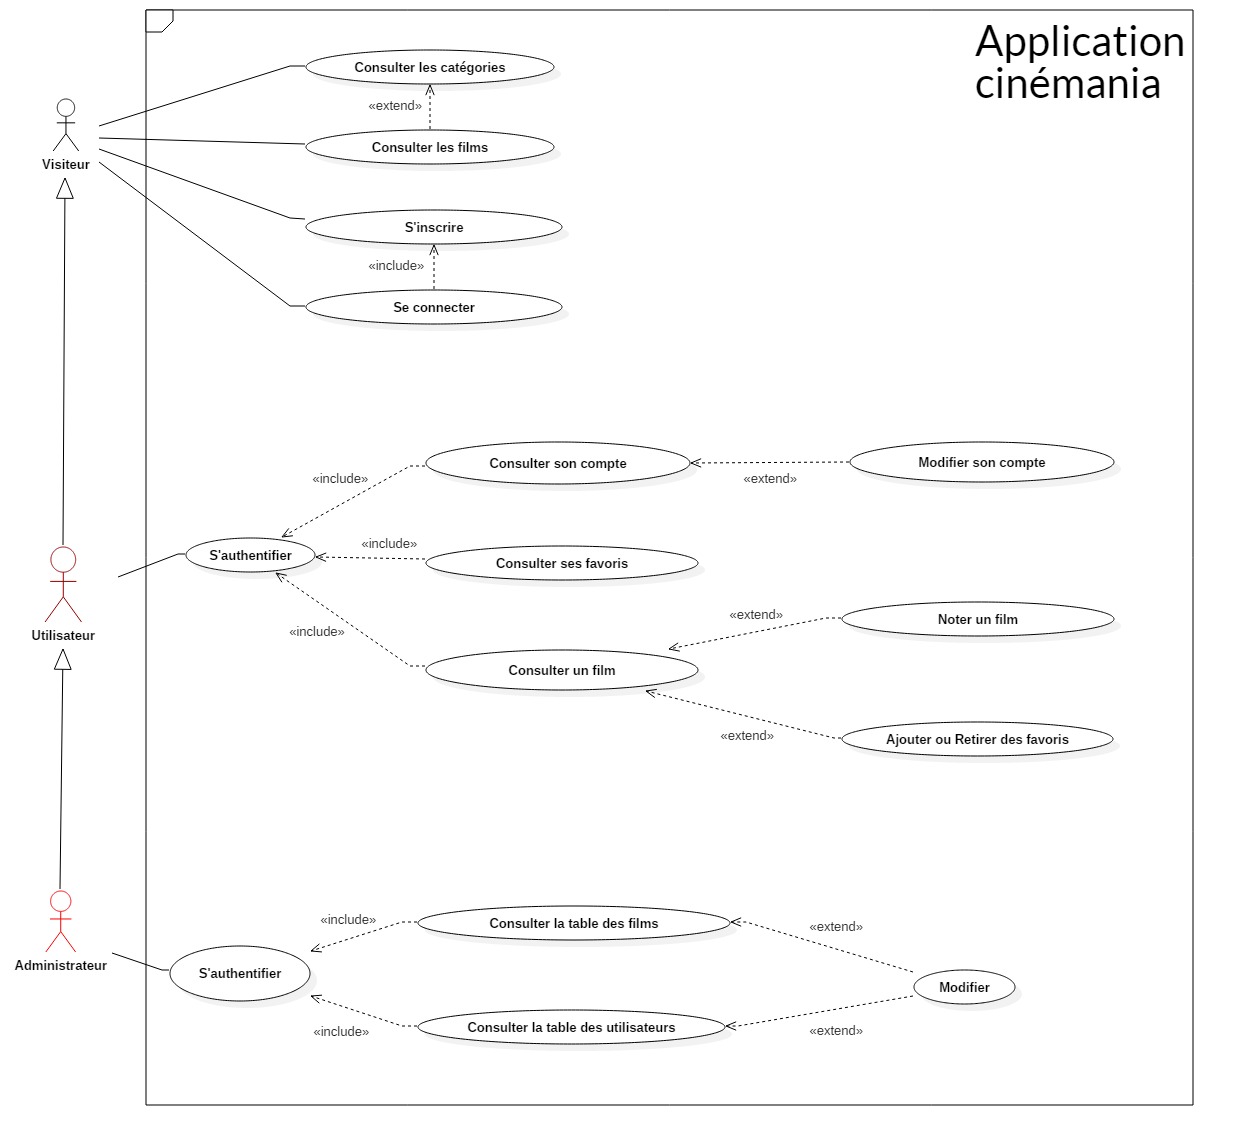 Application
cinémania
Consulter les catégories
«extend»
Consulter les films
Visiteur
S'inscrire
«include»
Se connecter
Consulter son compte
Modifier son compte
«include»
«extend»
S'authentifier
«include»
Consulter ses favoris
«extend»
Noter un film
Utilisateur
«include»
Consulter un film
«extend»
Ajouter ou Retirer des favoris
«include»
Consulter la table des films
«extend»
Administrateur
S'authentifier
Modifier
«include»
Consulter la table des utilisateurs
«extend»